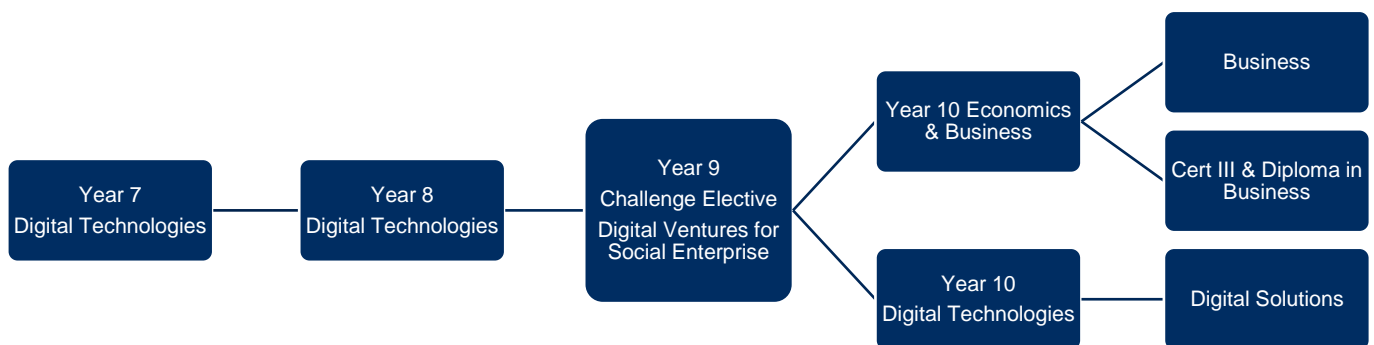 Year 7
Digital Technologies
Year 8
Digital Technologies
Year 9
Challenge Elective
Digital Ventures for
Social Enterprise
Year 10 Economics
& Business
Year 10
Digital Technologies
Business
Cert III & Diploma in
Business
Digital Solutions